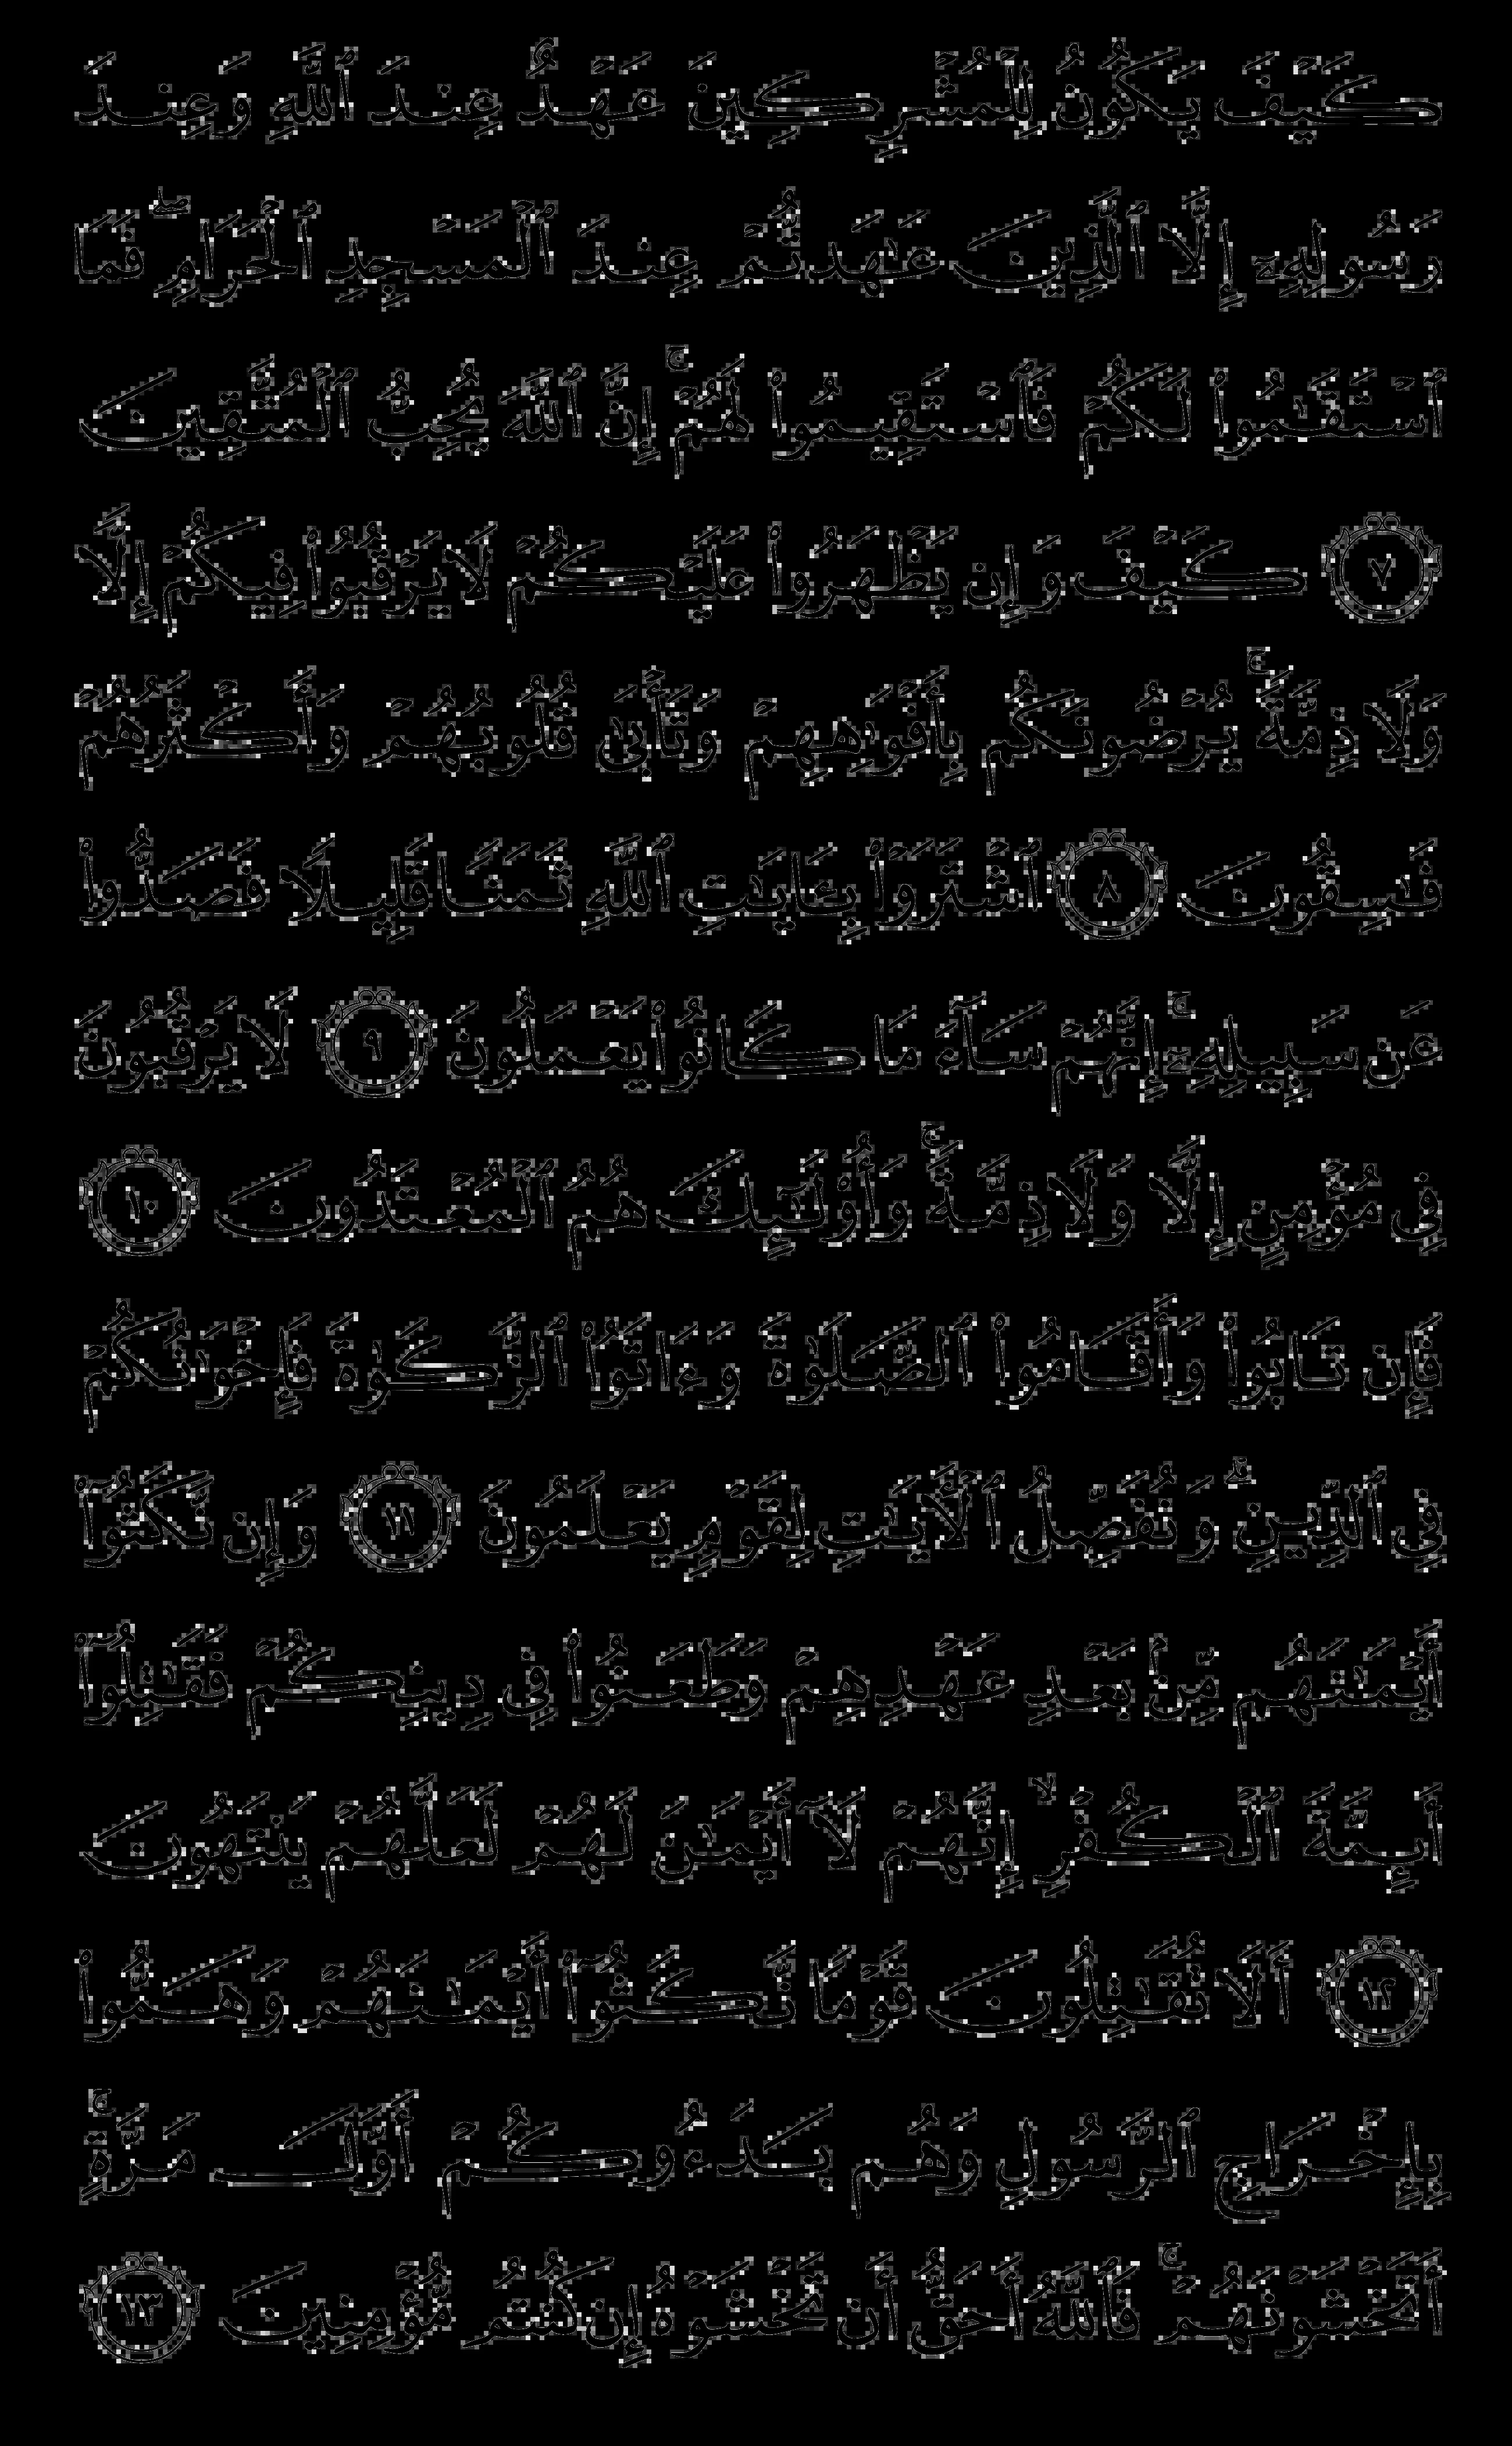 كَيْفَ يَكُونُ لِلْمُشْرِكِينَ عَهْدٌ عِندَ ٱللَّهِ وَعِندَ
رَسُولِهِۦٓ إِلَّا ٱلَّذِينَ عَـٰهَدتُّمْ عِندَ ٱلْمَسْجِدِ ٱلْحَرَامِ ۖ فَمَا
ٱسْتَقَـٰمُوا۟ لَكُمْ فَٱسْتَقِيمُوا۟ لَهُمْ ۚ إِنَّ ٱللَّهَ يُحِبُّ ٱلْمُتَّقِينَ
٧ كَيْفَ وَإِن يَظْهَرُوا۟ عَلَيْكُمْ لَا يَرْقُبُوا۟ فِيكُمْ إِلًّا
وَلَا ذِمَّةً ۚ يُرْضُونَكُم بِأَفْوَٰهِهِمْ وَتَأْبَىٰ قُلُوبُهُمْ وَأَكْثَرُهُمْ
فَـٰسِقُونَ ٨ ٱشْتَرَوْا۟ بِـَٔايَـٰتِ ٱللَّهِ ثَمَنًا قَلِيلًا فَصَدُّوا۟
عَن سَبِيلِهِۦٓ ۚ إِنَّهُمْ سَآءَ مَا كَانُوا۟ يَعْمَلُونَ ٩ لَا يَرْقُبُونَ
فِى مُؤْمِنٍ إِلًّا وَلَا ذِمَّةً ۚ وَأُو۟لَـٰٓئِكَ هُمُ ٱلْمُعْتَدُونَ ١٠
فَإِن تَابُوا۟ وَأَقَامُوا۟ ٱلصَّلَوٰةَ وَءَاتَوُا۟ ٱلزَّكَوٰةَ فَإِخْوَٰنُكُمْ
فِى ٱلدِّينِ ۗ وَنُفَصِّلُ ٱلْـَٔايَـٰتِ لِقَوْمٍ يَعْلَمُونَ ١١ وَإِن نَّكَثُوٓا۟
أَيْمَـٰنَهُم مِّنۢ بَعْدِ عَهْدِهِمْ وَطَعَنُوا۟ فِى دِينِكُمْ فَقَـٰتِلُوٓا۟
أَئِمَّةَ ٱلْكُفْرِ ۙ إِنَّهُمْ لَآ أَيْمَـٰنَ لَهُمْ لَعَلَّهُمْ يَنتَهُونَ
١٢ أَلَا تُقَـٰتِلُونَ قَوْمًا نَّكَثُوٓا۟ أَيْمَـٰنَهُمْ وَهَمُّوا۟
بِإِخْرَاجِ ٱلرَّسُولِ وَهُم بَدَءُوكُمْ أَوَّلَ مَرَّةٍ ۚ
أَتَخْشَوْنَهُمْ ۚ فَٱللَّهُ أَحَقُّ أَن تَخْشَوْهُ إِن كُنتُم مُّؤْمِنِينَ ١٣